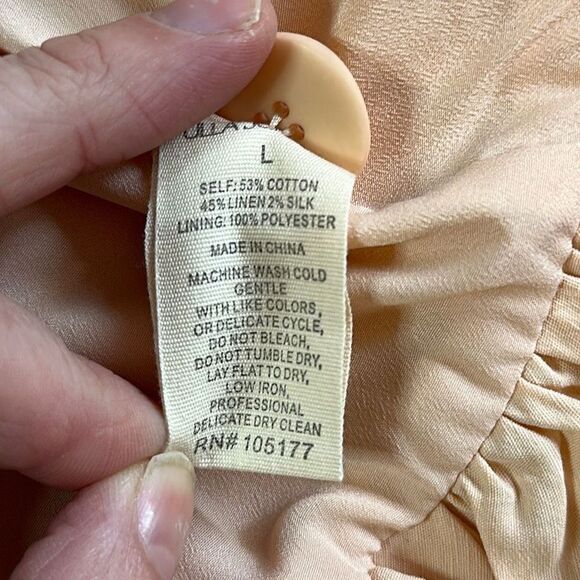 L
SELF: 53% COTTON
45% LINEN 2% SILK
LINING: 100% POLYESTER
MADE IN CHINA
MACHINE WASH COLD
GENTLE
WITH LIKE COLORS,
OR DELICATE CYCLE,
DO NOT BLEACH,
DO NOT TUMBLE DRY,
LAY FLAT TO DRY,
LOW IRON,
PROFESSIONAL
DELICATE DRY CLEAN
RN# 105177